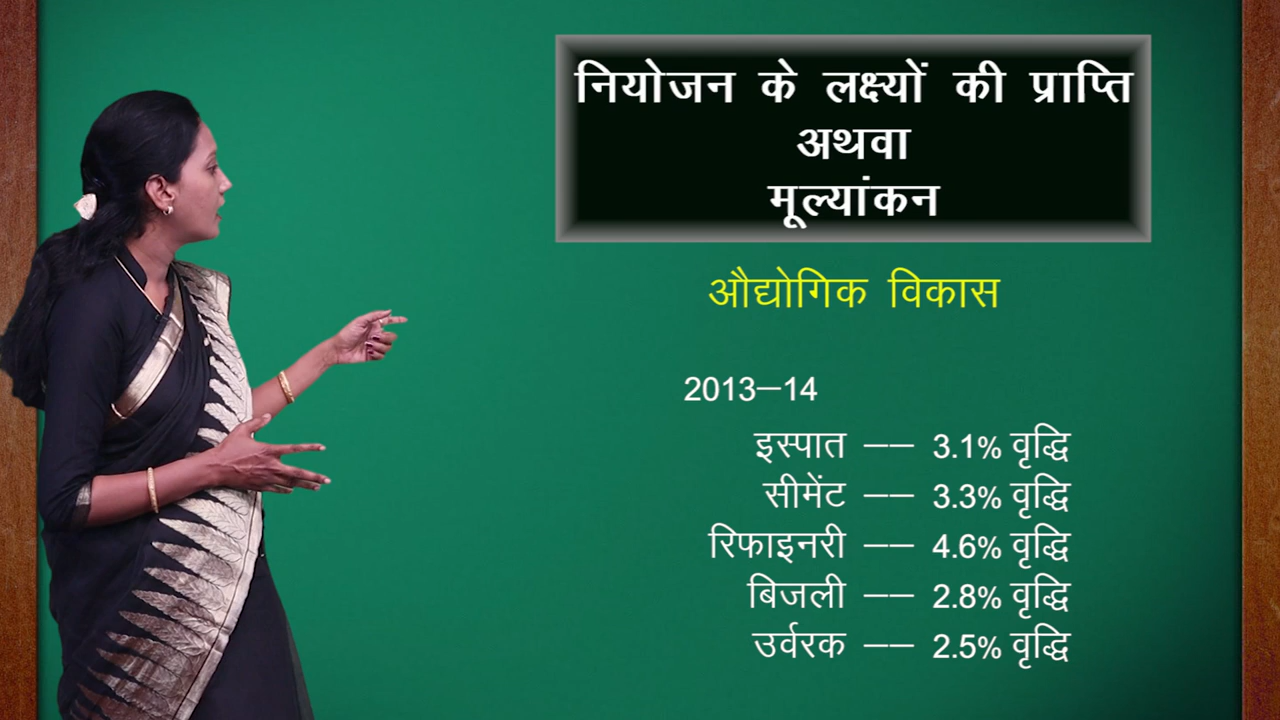 नियोजन के लक्ष्यों की प्राप्ति
अथवा
मूल्यांकन
औद्योगिक विकास
2013–14
इस्पात –– 3.1% वृद्धि
सीमेंट –– 3.3% वृद्धि
रिफाइनरी –– 4.6% वृद्धि
बिजली –– 2.8% वृद्धि
उर्वरक –– 2.5% वृद्धि